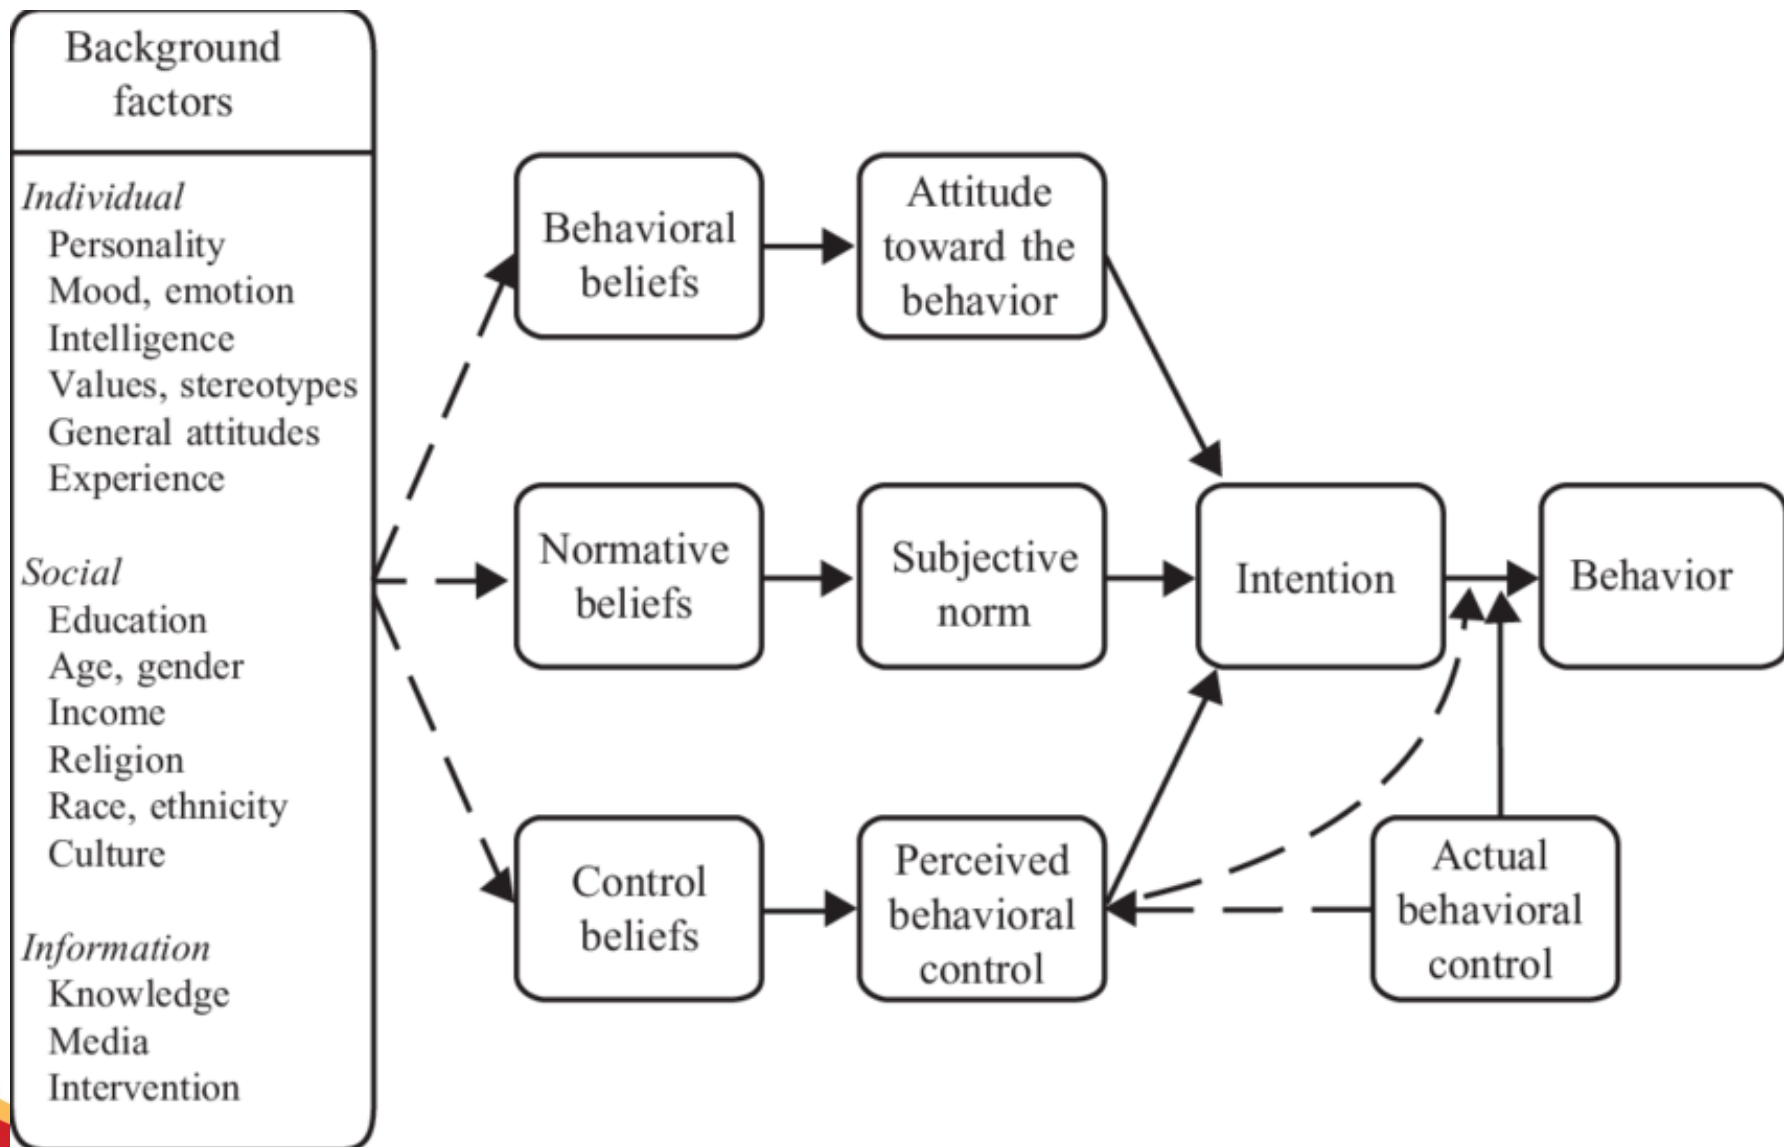 Background
factors
Individual
Personality
Mood, emotion
Intelligence
Values, stereotypes
General attitudes
Experience
Social
Education
Age, gender
Income
Religion
Race, ethnicity
Culture
Information
Knowledge
Media
Intervention
Behavioral
beliefs
Attitude
toward the
behavior
Normative
beliefs
Subjective
norm
Intention
Behavior
Control
beliefs
Perceived
behavioral
control
Actual
behavioral
control